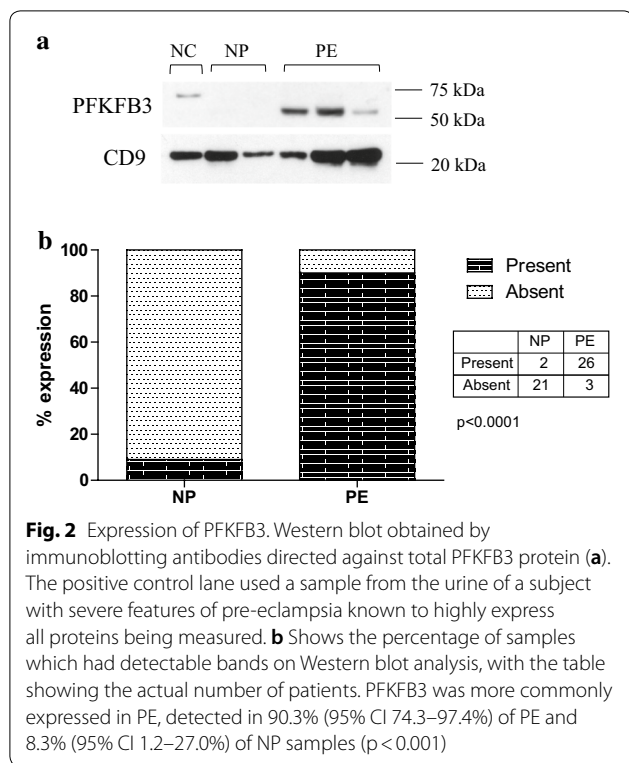 a
NC NP PE
PFKFB3
75 kDa
50 kDa
CD9
20 kDa
b
% expression
100
80
60
40
20
0
NP PE
Present
Absent
NP PE
Present 2 26
Absent 21 3
p<0.0001
Fig. 2 Expression of PFKFB3. Western blot obtained by
immunoblotting antibodies directed against total PFKFB3 protein (a).
The positive control lane used a sample from the urine of a subject
with severe features of pre-eclampsia known to highly express
all proteins being measured. b Shows the percentage of samples
which had detectable bands on Western blot analysis, with the table
showing the actual number of patients. PFKFB3 was more commonly
expressed in PE, detected in 90.3% (95% CI 74.3–97.4%) of PE and
8.3% (95% CI 1.2–27.0%) of NP samples (p < 0.001)